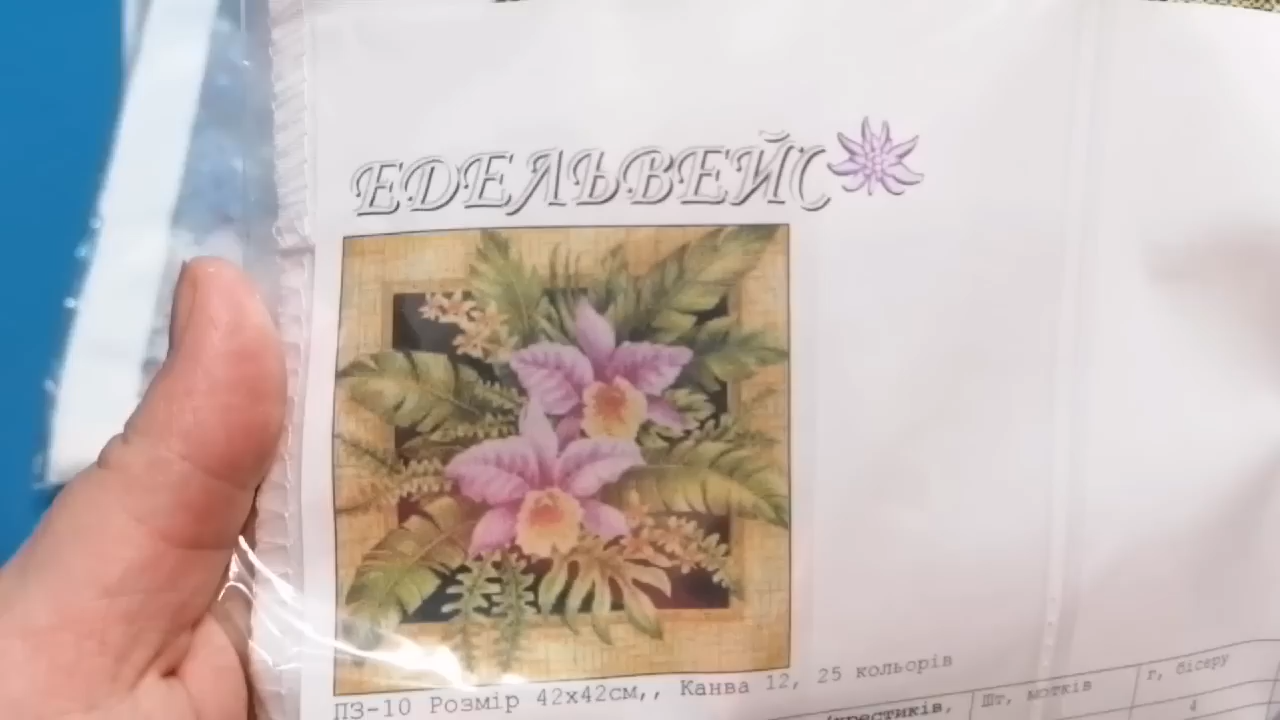 ЕДЕЛЬВЕЙС
ПЗ-10 Розмір 42х42см,, Канва 12, 25 кольорів
хрестиків, Шт, мотків г, бісеру
4